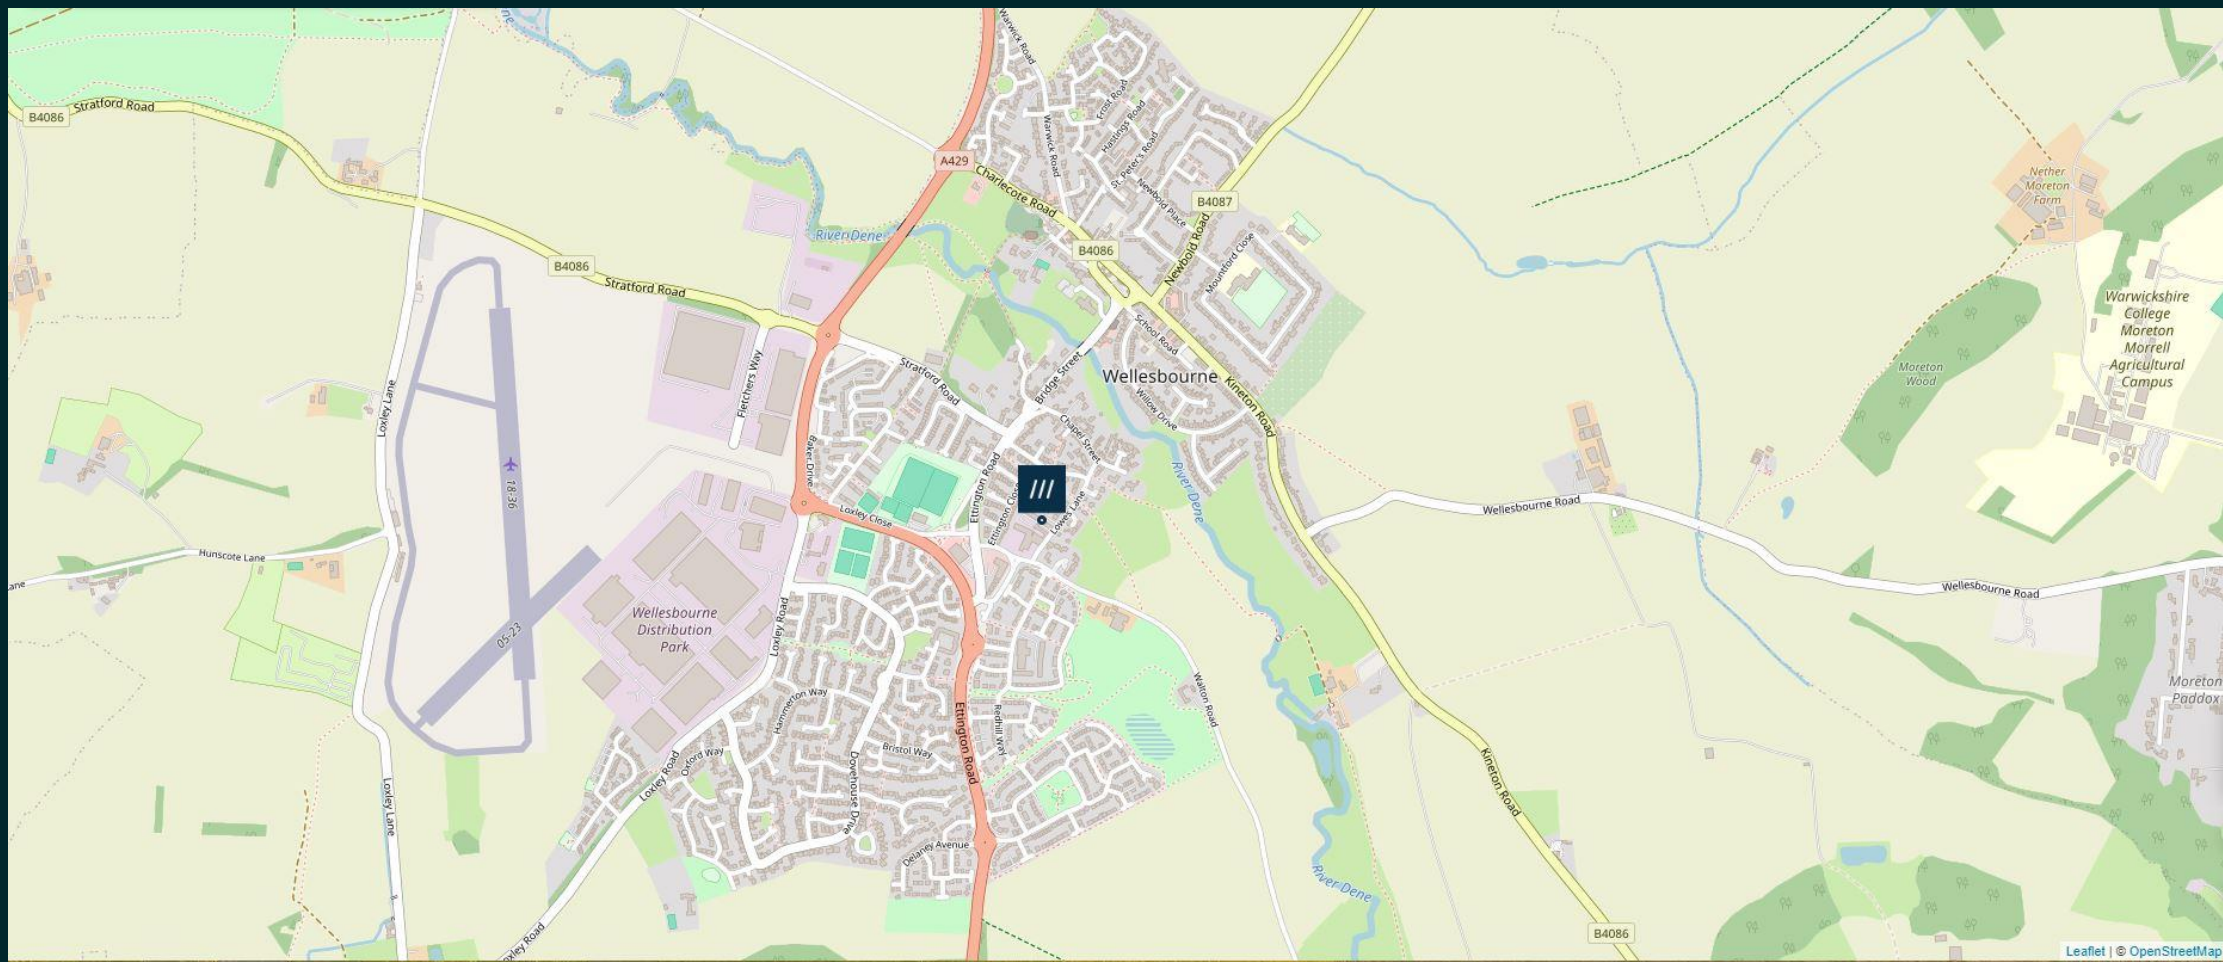 Warwick Road
Stratford Road
B4086
Frost Road
Hastings Road
Warwick Road
St. Peter's Road
A429
Charlecote Road
Newbold Place
B4087
Nether
Moreton
Farm
River Dene
B4086
Newbold Road
Mountford Close
B4086
Stratford Road
Warwickshire
College
Moreton
Morrell
Agricultural
Campus
School Road
Fletchers Way
Stratford Road
Bridge Street
Wellesbourne
Kineton Road
Moreton
Wood
Loxley Lane
Willow Drive
Chapel Street
Baker Drive
18-36
Ettington Road
Ettington Close
///
River Dene
Lowes Lane
Loxley Close
Wellesbourne Road
Hunscote Lane
ane
Wellesbourne Road
Wellesbourne
Distribution
Park
05-23
Loxley Road
Walton Road
Moreton
Paddox
Hammerton Way
Redhill Way
Ettington Road
Bristol Way
Oxford Way
Loxley Road
Dovehouse Drive
Kineton Road
Loxley Lane
Delaney Avenue
River Dene
B4086
oxley Road
Leaflet | © OpenStreetMap